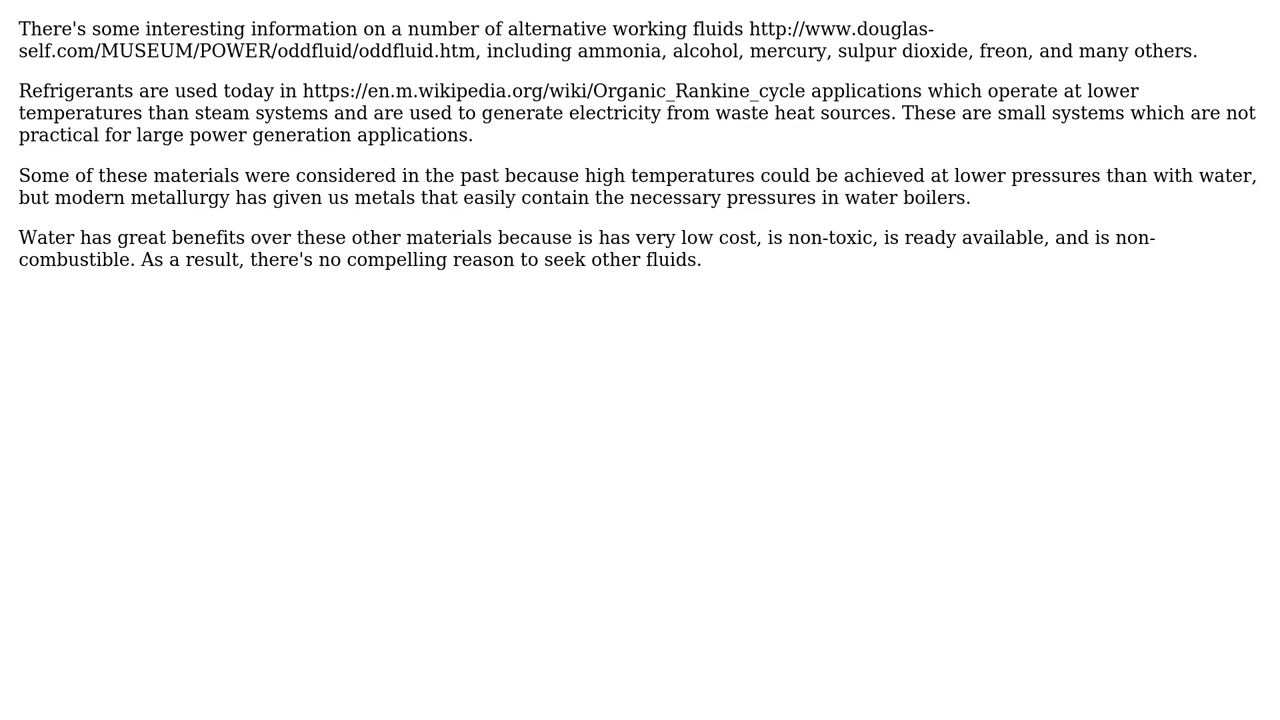 There's some interesting information on a number of alternative working fluids http://www.douglas-
self.com/MUSEUM/POWER/oddfluid/oddfluid.htm, including ammonia, alcohol, mercury, sulpur dioxide, freon, and many others.
Refrigerants are used today in https://en.m.wikipedia.org/wiki/Organic_Rankine_cycle applications which operate at lower
temperatures than steam systems and are used to generate electricity from waste heat sources. These are small systems which are not
practical for large power generation applications.
Some of these materials were considered in the past because high temperatures could be achieved at lower pressures than with water,
but modern metallurgy has given us metals that easily contain the necessary pressures in water boilers.
Water has great benefits over these other materials because is has very low cost, is non-toxic, is ready available, and is non-
combustible. As a result, there's no compelling reason to seek other fluids.